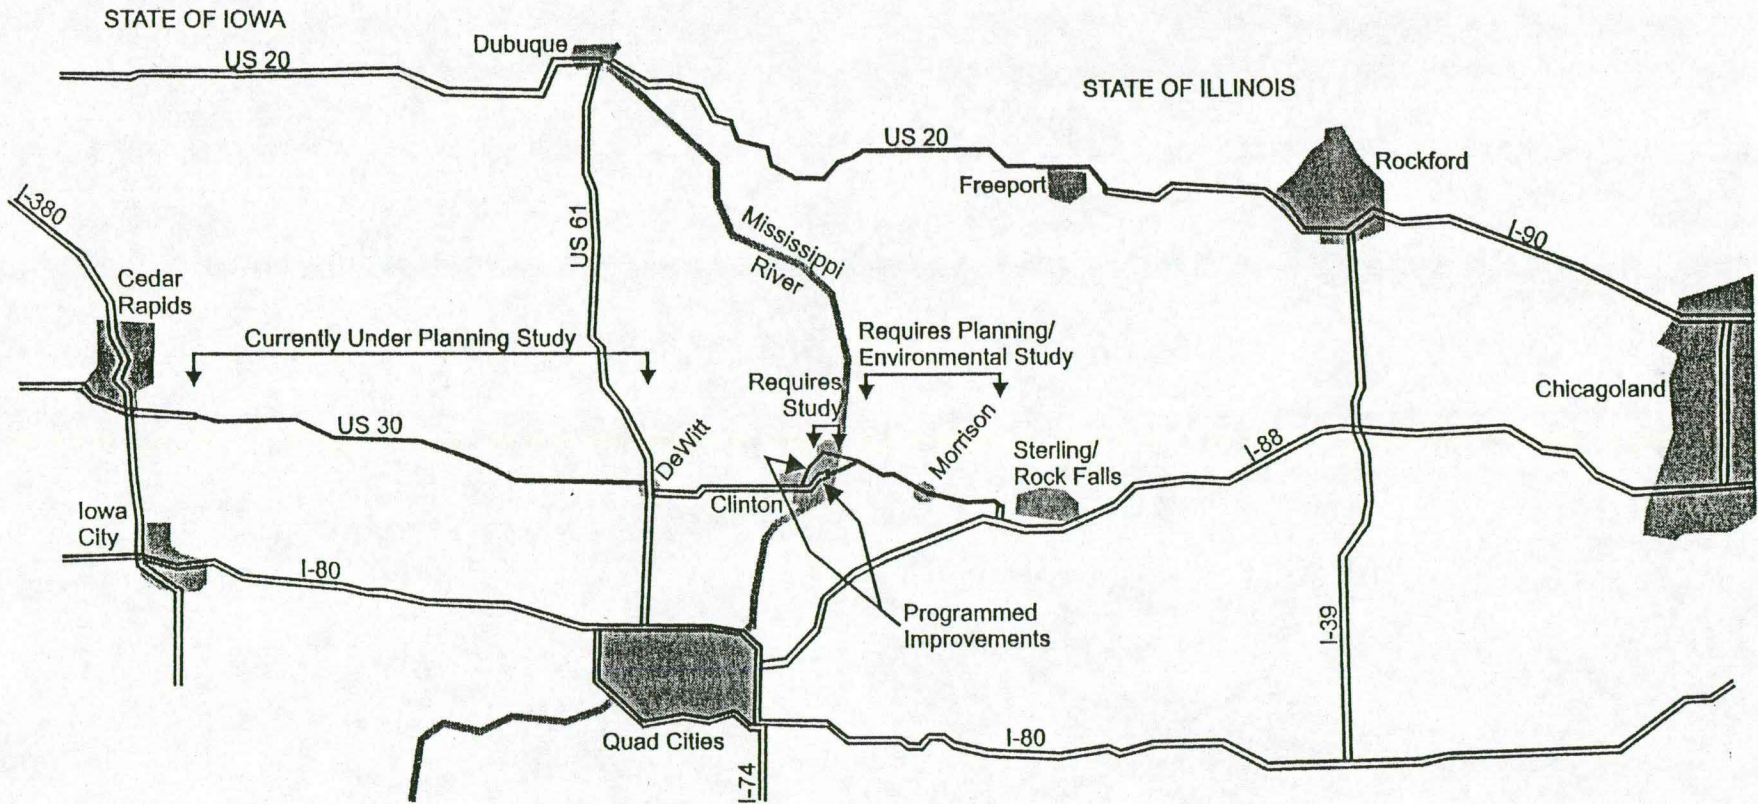 STATE OF IOWA
US 20
Dubuque
STATE OF ILLINOIS
US 20
Freeport
Rockford
I-380
US 61
Mississippi
River
I-90
Cedar
Rapids
Currently Under Planning Study
Requires Planning/
Environmental Study
Requires
Study
Chicagoland
US 30
DeWitt
Morrison
Sterling/
Rock Falls
I-88
Clinton
Iowa
City
I-80
Programmed
Improvements
I-39
Quad Cities
I-80
I-74